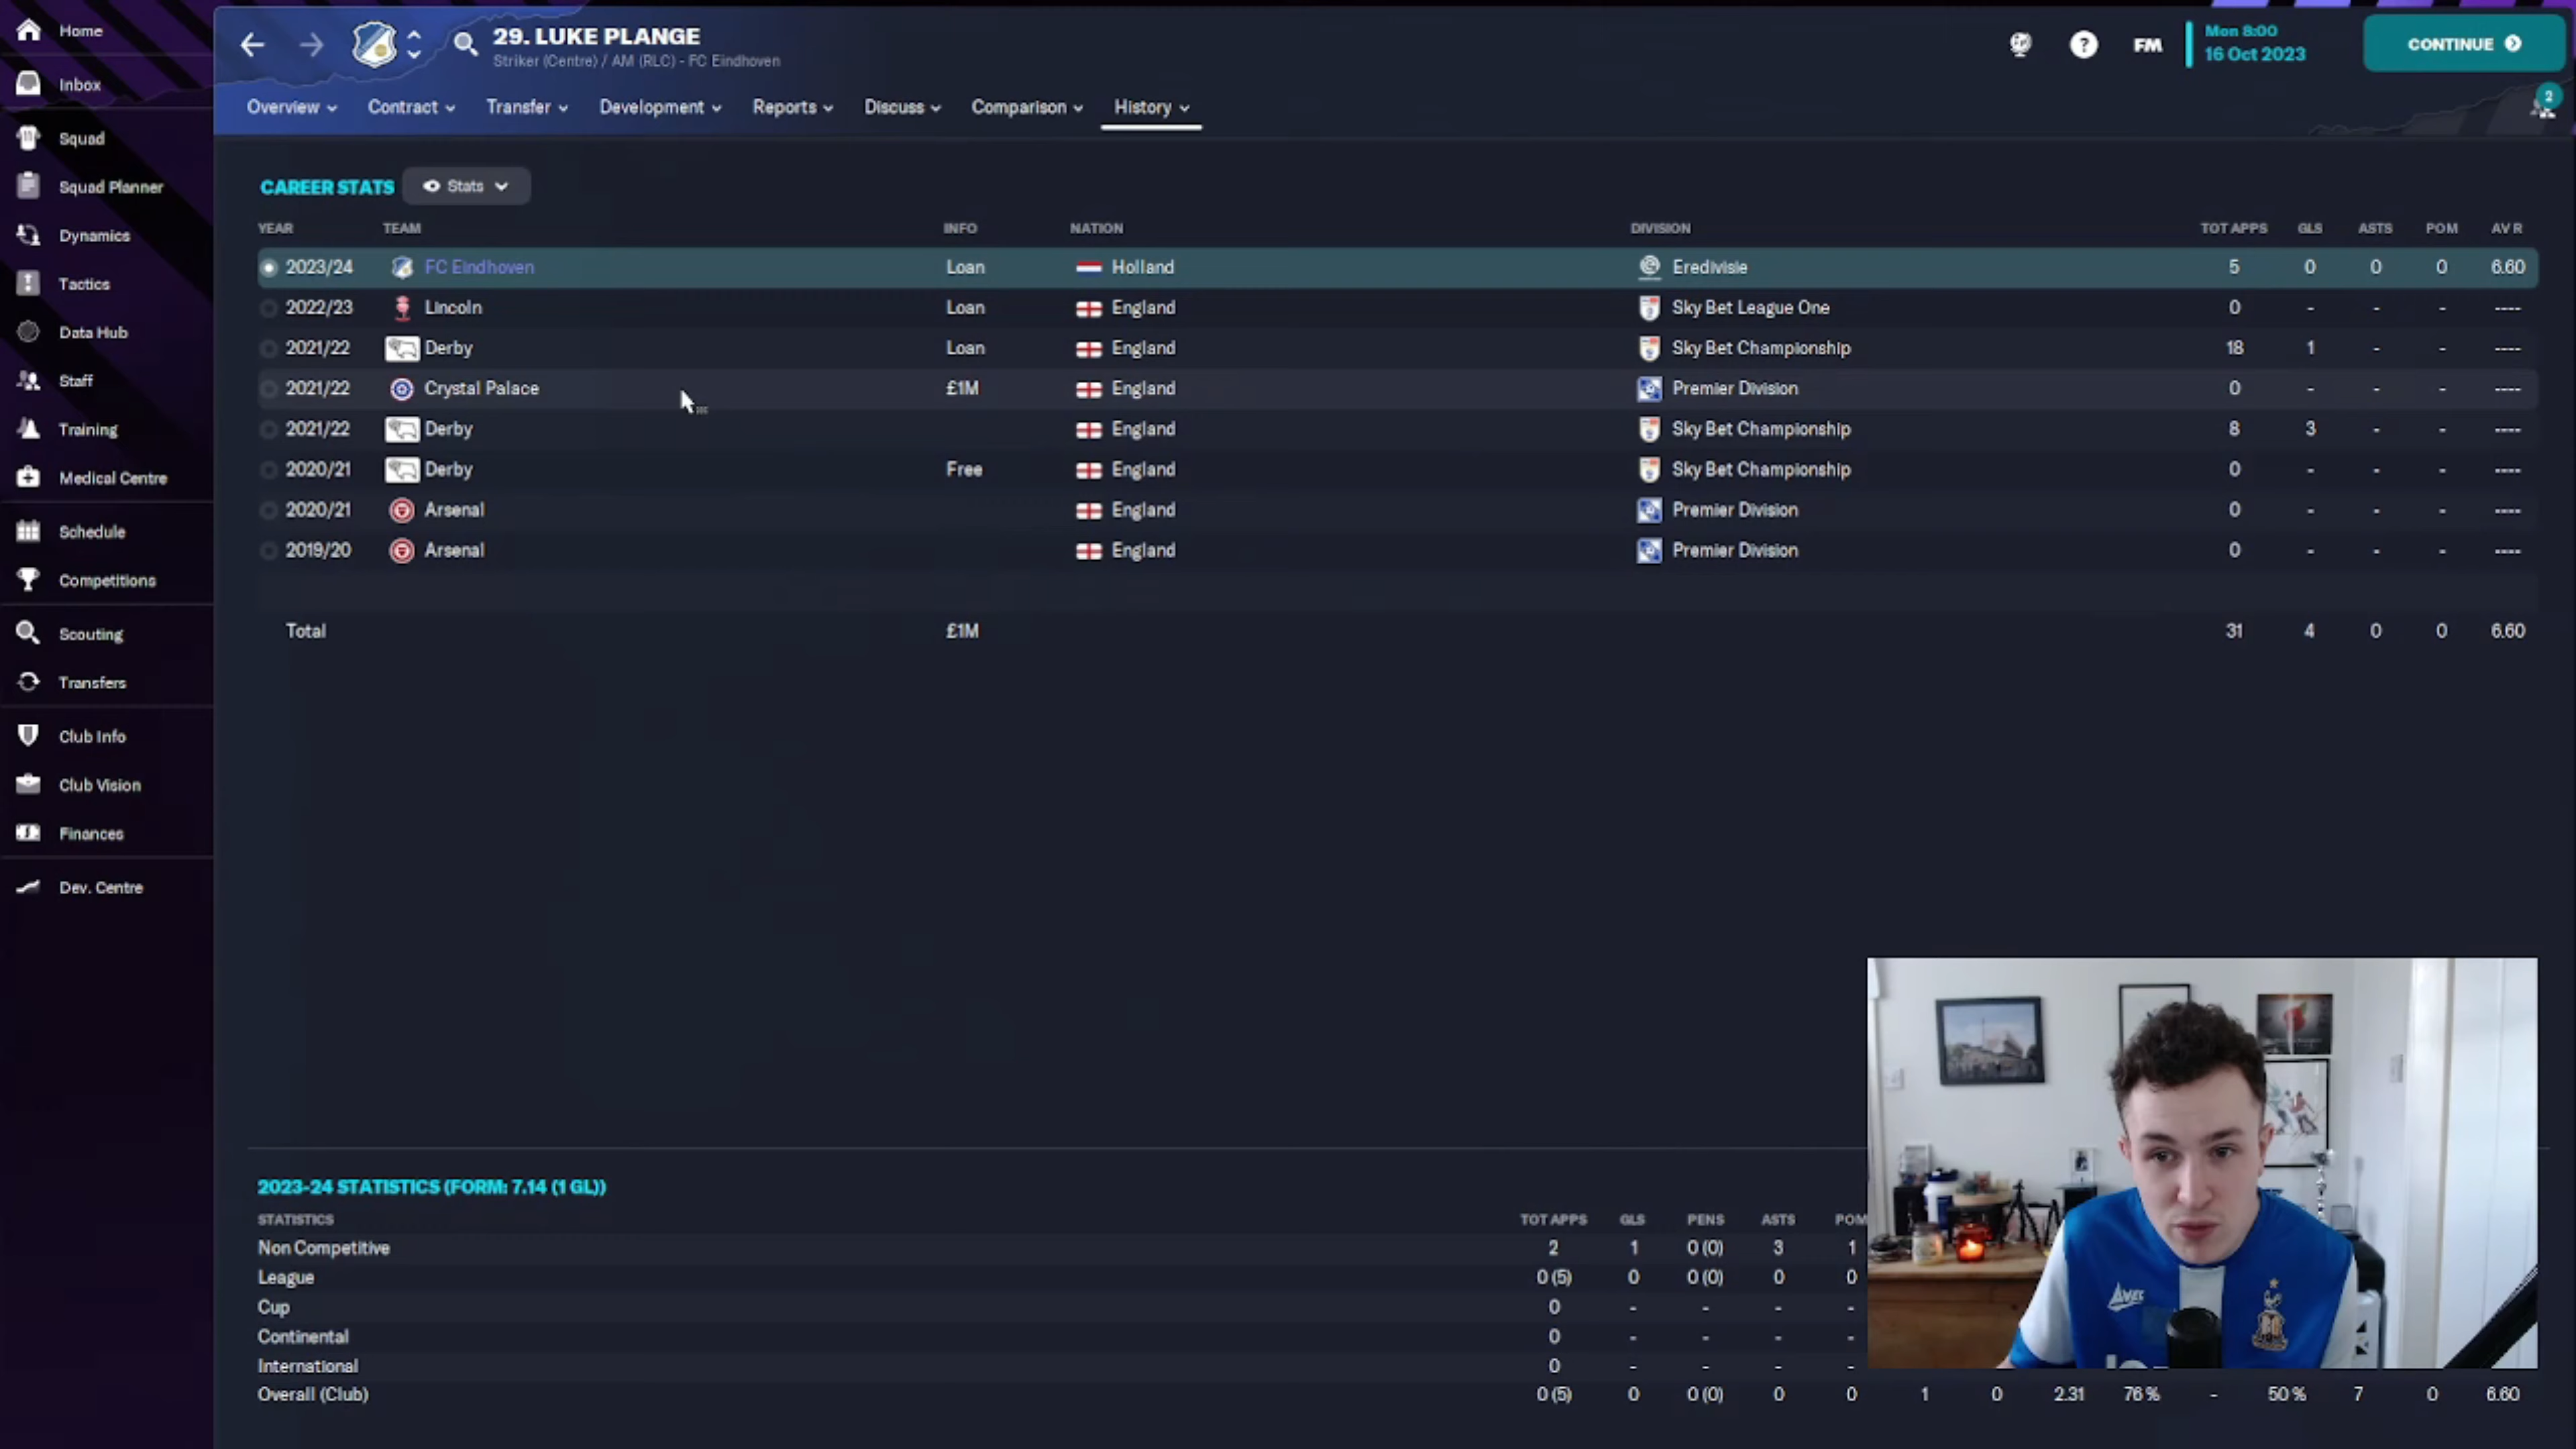 Home
Inbox
Squad
Squad Planner
Dynamics
Tactics
Data Hub
Staff
Training
Medical Centre
Schedule
Competitions
Scouting
Transfers
Club Info
Club Vision
Finances
Dev. Centre
29. LUKE PLANGE
Striker (Centre) / AM (RLC) - FC Eindhoven
FM
Mon 8:00
16 Oct 2023
CONTINUE
Overview Contract Transfer Development Reports Discuss Comparison History
2
CAREER STATS Stats
YEAR TEAM INFO NATION DIVISION TOT APPS GLS ASTS POM AV R
2023/24 FC Eindhoven Loan Holland Eredivisie 5 0 0 0 6.60
2022/23 Lincoln Loan England Sky Bet League One 0 - - - ----
2021/22 Derby Loan England Sky Bet Championship 18 1 - - ----
2021/22 Crystal Palace £1M England Premier Division 0 - - - ----
2021/22 Derby England Sky Bet Championship 8 3 - - ----
2020/21 Derby Free England Sky Bet Championship 0 - - - ----
2020/21 Arsenal England Premier Division 0 - - - ----
2019/20 Arsenal England Premier Division 0 - - - ----
Total £1M 31 4 0 0 6.60
2023-24 STATISTICS (FORM: 7.14 (1 GL))
STATISTICS TOT APPS GLS PENS ASTS POM
Non Competitive 2 1 0 (0) 3 1
League 0 (5) 0 0 (0) 0 0
Cup 0 - - - -
Continental 0 - - - -
International 0 - - - -
Overall (Club) 0 (5) 0 0 (0) 0 0 1 0 2.31 76 % - 50 % 7 0 6.60